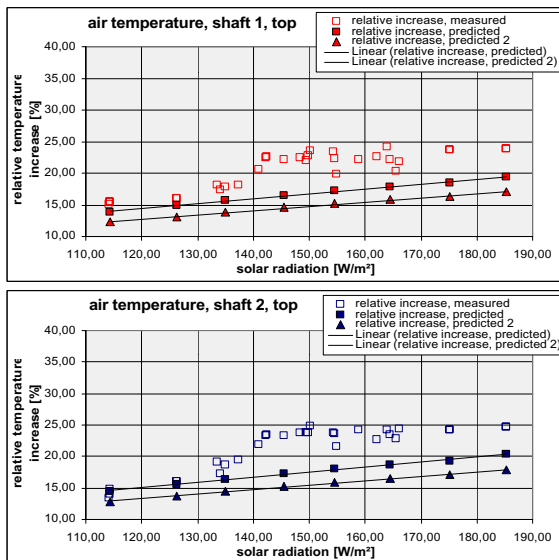 air temperature, shaft 1, top
relative increase, measured
relative increase, predicted
relative increase, predicted 2
Linear (relative increase, predicted)
Linear (relative increase, predicted 2)
relative temperature
increase [%]
40,00
35,00
30,00
25,00
20,00
15,00
10,00
110,00 120,00 130,00 140,00 150,00 160,00 170,00 180,00 190,00
solar radiation [W/m²]
air temperature, shaft 2, top
relative increase, measured
relative increase, predicted
relative increase, predicted 2
Linear (relative increase, predicted)
Linear (relative increase, predicted 2)
relative temperature
increase [%]
40,00
35,00
30,00
25,00
20,00
15,00
10,00
110,00 120,00 130,00 140,00 150,00 160,00 170,00 180,00 190,00
solar radiation [W/m²]